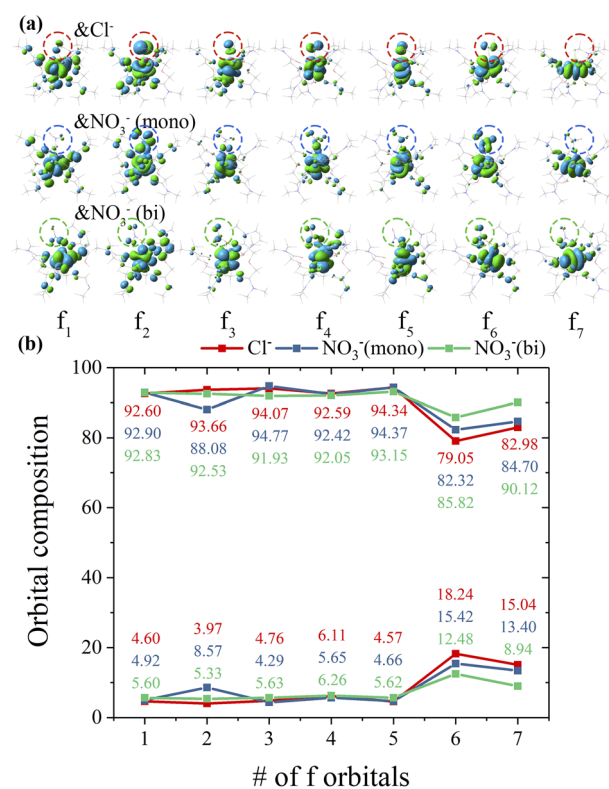 (a)
&Cl⁻
&NO₃⁻(mono)
&NO₃⁻(bi)
f₁ f₂ f₃ f₄ f₅ f₆ f₇
(b)
Cl⁻ NO₃⁻(mono) NO₃⁻(bi)
Orbital composition
100
80
60
40
20
0
92.60 93.66 94.07 92.59 94.34 79.05 82.98
92.90 88.08 94.77 92.42 94.37 82.32 84.70
92.83 92.53 91.93 92.05 93.15 85.82 90.12
4.60 3.97 4.76 6.11 4.57 18.24 15.04
4.92 8.57 4.29 5.65 4.66 15.42 13.40
5.60 5.33 5.63 6.26 5.62 12.48 8.94
1 2 3 4 5 6 7
# of f orbitals